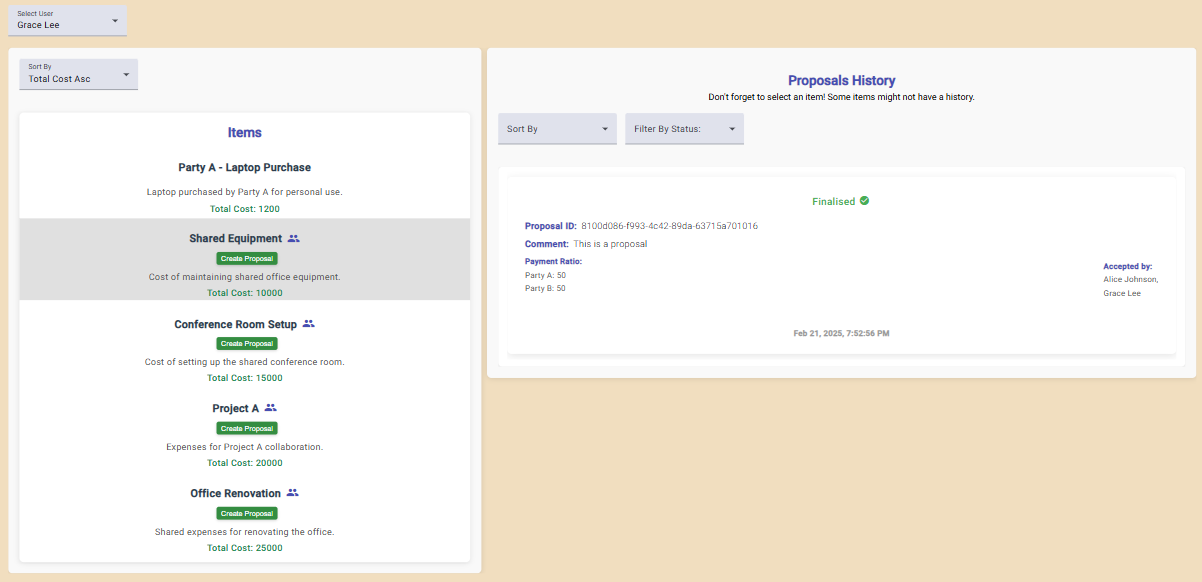 Select User
Grace Lee
Sort By
Total Cost Asc
Items
Party A - Laptop Purchase
Laptop purchased by Party A for personal use.
Total Cost: 1200
Shared Equipment
Create Proposal
Cost of maintaining shared office equipment.
Total Cost: 10000
Conference Room Setup
Create Proposal
Cost of setting up the shared conference room.
Total Cost: 15000
Project A
Create Proposal
Expenses for Project A collaboration.
Total Cost: 20000
Office Renovation
Create Proposal
Shared expenses for renovating the office.
Total Cost: 25000
Proposals History
Don't forget to select an item! Some items might not have a history.
Sort By
Filter By Status:
Finalised
Proposal ID: 8100d086-f993-4c42-89da-63715a701016
Comment: This is a proposal
Payment Ratio:
Party A: 50
Party B: 50
Accepted by:
Alice Johnson,
Grace Lee
Feb 21, 2025, 7:52:56 PM